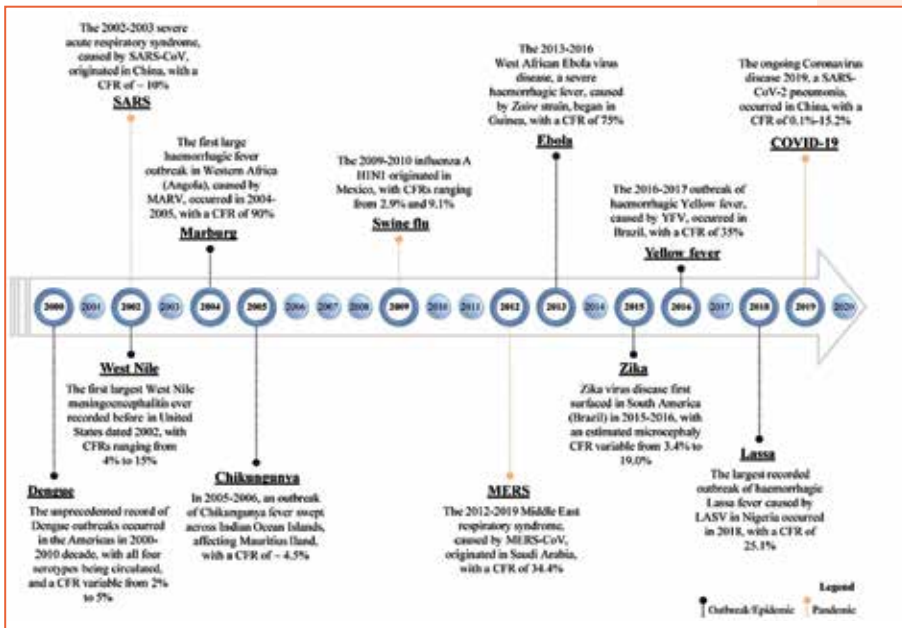 The 2002-2003 severe
acute respiratory syndrome,
caused by SARS-CoV,
originated in China, with a
CFR of ~ 10%
SARS
The first large
haemorrhagic fever
outbreak in Western Africa
(Angola), caused by
MARV, occurred in 2004-
2005, with a CFR of 90%
Marburg
The 2009-2010 influenza A
H1N1 originated in
Mexico, with CFRs ranging
from 2.9% and 9.1%
Swine flu
The 2013-2016
West African Ebola virus
disease, a severe
haemorrhagic fever, caused
by Zaire strain, began in
Guinea, with a CFR of 75%
Ebola
The 2016-2017 outbreak of
haemorrhagic Yellow fever,
caused by YFV, occurred in
Brazil, with a CFR of 35%
Yellow fever
The ongoing Coronavirus
disease 2019, a SARS-
CoV-2 pneumonia,
occurred in China, with a
CFR of 0.1%-15.2%
COVID-19
2000 2001 2002 2003 2004 2005 2006 2007 2008 2009 2010 2011 2012 2013 2014 2015 2016 2017 2018 2019 2020
Dengue
The unprecedented record of
Dengue outbreaks occurred
in the Americas in 2000-
2010 decade, with all four
serotypes being circulated,
and a CFR variable from 2%
to 5%
West Nile
The first largest West Nile
meningoencephalitis ever
recorded before in United
States dated 2002, with
CFRs ranging from
4% to 15%
Chikungunya
In 2005-2006, an outbreak
of Chikungunya fever swept
across Indian Ocean Islands,
affecting Mauritius Iland,
with a CFR of ~ 4.5%
MERS
The 2012-2019 Middle East
respiratory syndrome,
caused by MERS-CoV,
originated in Saudi Arabia,
with a CFR of 34.4%
Zika
Zika virus disease first
surfaced in South America
(Brazil) in 2015-2016, with
an estimated microcephaly
CFR variable from 3.4% to
19.0%
Lassa
The largest recorded
outbreak of haemorrhagic
Lassa fever caused by
LASV in Nigeria occurred
in 2018, with a CFR of
25.1%
Legend
Outbreak/Epidemic
Pandemic